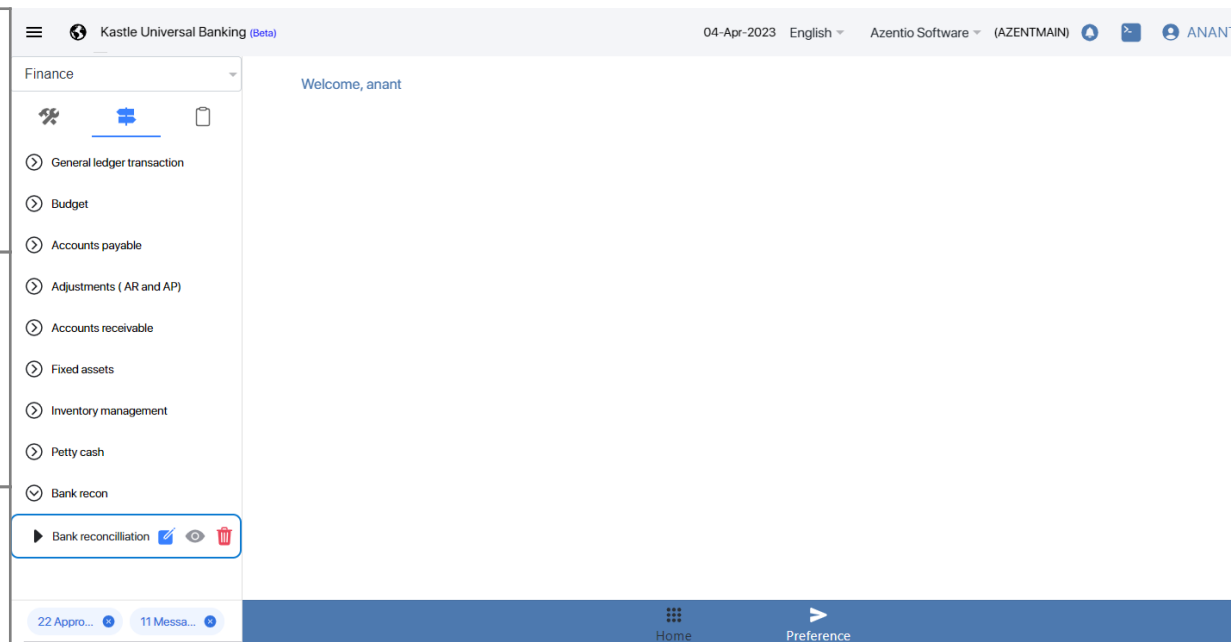 Kastle Universal Banking (Beta)
04-Apr-2023 English Azentio Software (AZENTMAIN) ANANT
Finance
Welcome, anant
General ledger transaction
Budget
Accounts payable
Adjustments ( AR and AP)
Accounts receivable
Fixed assets
Inventory management
Petty cash
Bank recon
Bank reconcilliation
22 Appro... 11 Messa...
Home Preference